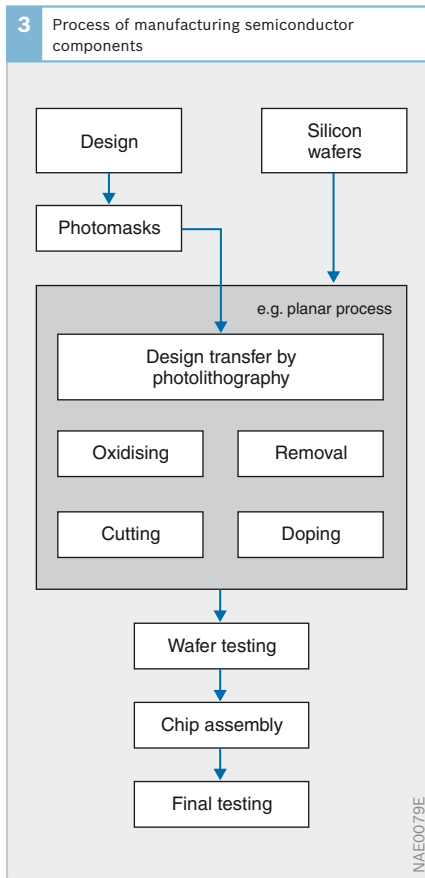 3
Process of manufacturing semiconductor
components
Design
Silicon
wafers
Photomasks
e.g. planar process
Design transfer by
photolithography
Oxidising
Removal
Cutting
Doping
Wafer testing
Chip assembly
Final testing
NAE0079E